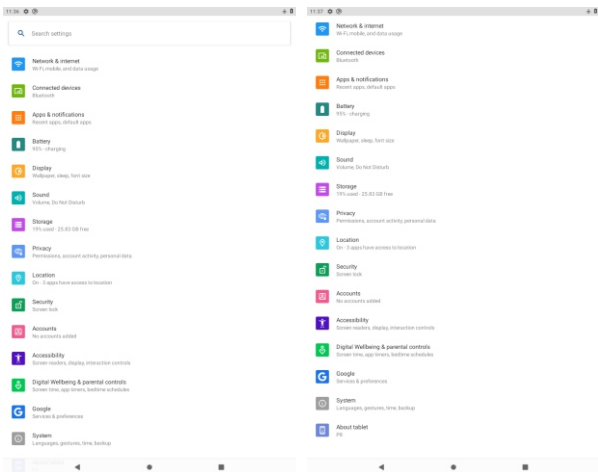 11:36
Search settings
Network & internet
Wi-Fi, mobile, and data usage
Connected devices
Bluetooth
Apps & notifications
Recent apps, default apps
Battery
95% - charging
Display
Wallpaper, sleep, font size
Sound
Volume, Do Not Disturb
Storage
19% used - 25.83 GB free
Privacy
Permissions, account activity, personal data
Location
On - 3 apps have access to location
Security
Screen lock
Accounts
No accounts added
Accessibility
Screen readers, display, interaction controls
Digital Wellbeing & parental controls
Screen time, app timers, bedtime schedules
Google
Services & preferences
System
Languages, gestures, time, backup
About tablet
11:37
Network & internet
Wi-Fi, mobile, and data usage
Connected devices
Bluetooth
Apps & notifications
Recent apps, default apps
Battery
95% - charging
Display
Wallpaper, sleep, font size
Sound
Volume, Do Not Disturb
Storage
19% used - 25.83 GB free
Privacy
Permissions, account activity, personal data
Location
On - 3 apps have access to location
Security
Screen lock
Accounts
No accounts added
Accessibility
Screen readers, display, interaction controls
Digital Wellbeing & parental controls
Screen time, app timers, bedtime schedules
Google
Services & preferences
System
Languages, gestures, time, backup
About tablet